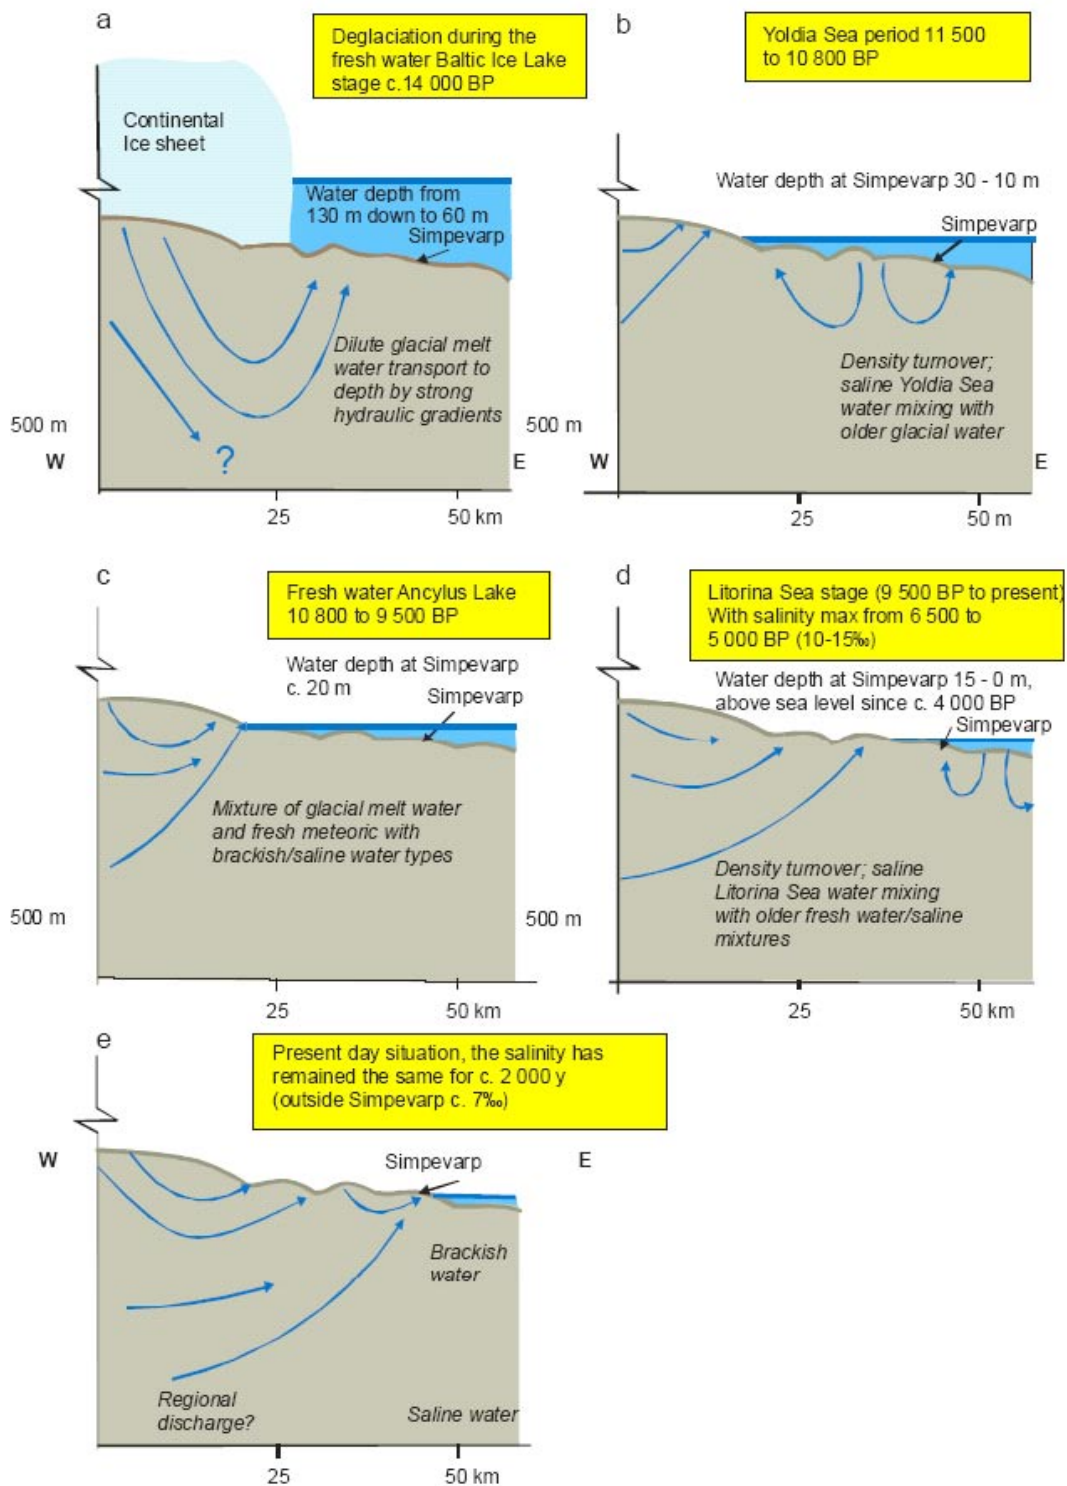 a
Deglaciation during the
fresh water Baltic Ice Lake
stage c.14 000 BP
Continental
Ice sheet
Water depth from
130 m down to 60 m
Simpevarp
Dilute glacial melt
water transport to
depth by strong
hydraulic gradients
500 m
W
?
E
25
50 km
b
Yoldia Sea period 11 500
to 10 800 BP
Water depth at Simpevarp 30 - 10 m
Simpevarp
Density turnover;
saline Yoldia Sea
water mixing with
older glacial water
500 m
W
E
25
50 m
c
Fresh water Ancylus Lake
10 800 to 9 500 BP
Water depth at Simpevarp
c. 20 m
Simpevarp
Mixture of glacial melt water
and fresh meteoric with
brackish/saline water types
500 m
25
50 km
d
Litorina Sea stage (9 500 BP to present)
With salinity max from 6 500 to
5 000 BP (10-15‰)
Water depth at Simpevarp 15 - 0 m,
above sea level since c. 4 000 BP
Simpevarp
Density turnover; saline
Litorina Sea water mixing
with older fresh water/saline
mixtures
500 m
25
50 km
e
Present day situation, the salinity has
remained the same for c. 2 000 y
(outside Simpevarp c. 7‰)
W
Simpevarp
E
Brackish
water
Regional
discharge?
Saline water
25
50 km